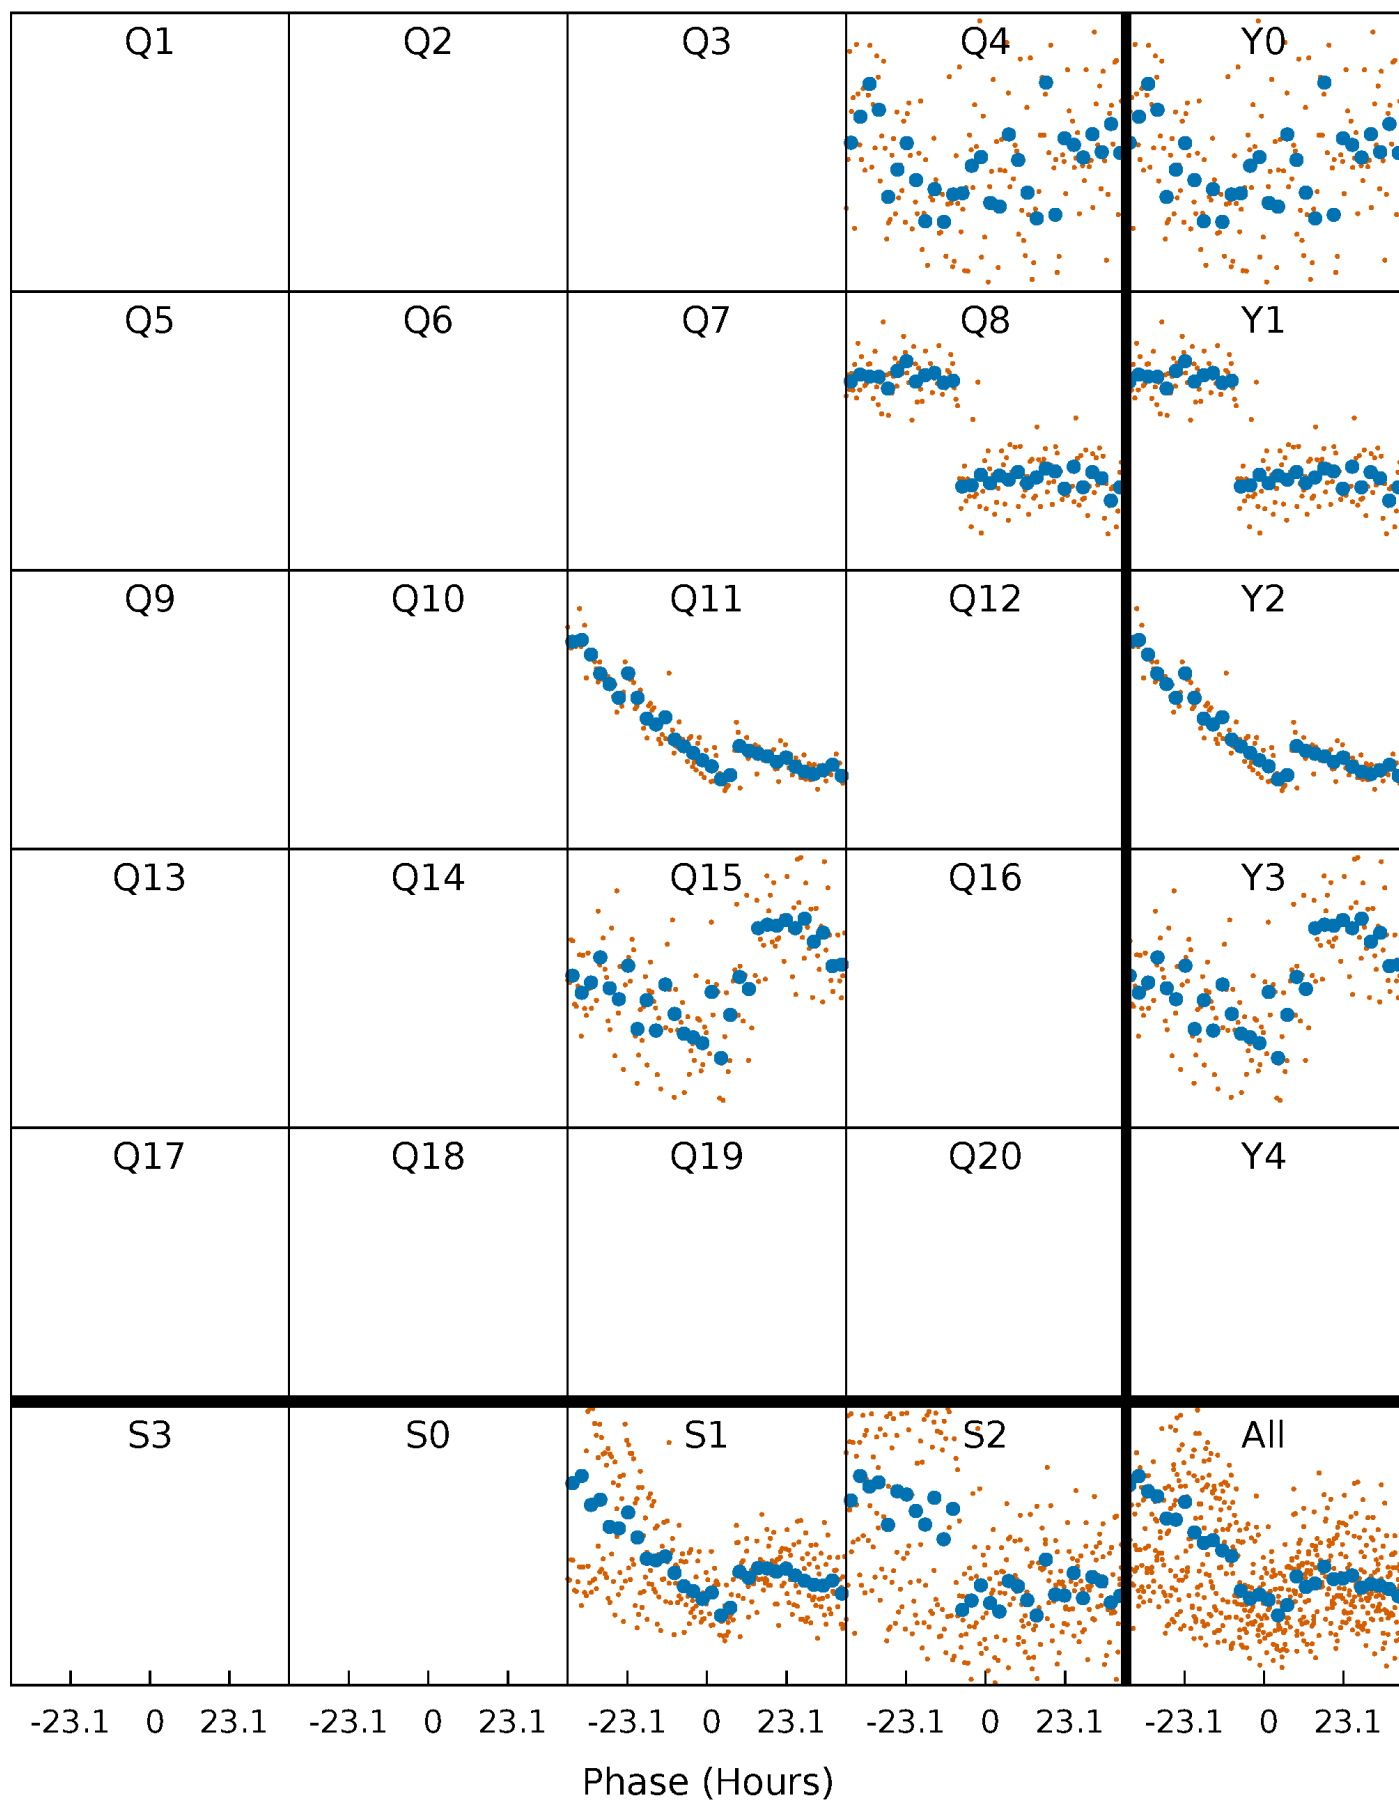 Q1 Q2 Q3 Q4 Y0
Q5 Q6 Q7 Q8 Y1
Q9 Q10 Q11 Q12 Y2
Q13 Q14 Q15 Q16 Y3
Q17 Q18 Q19 Q20 Y4
S3 S0 S1 S2 All
-23.1 0 23.1 -23.1 0 23.1 -23.1 0 23.1 -23.1 0 23.1 -23.1 0 23.1
Phase (Hours)